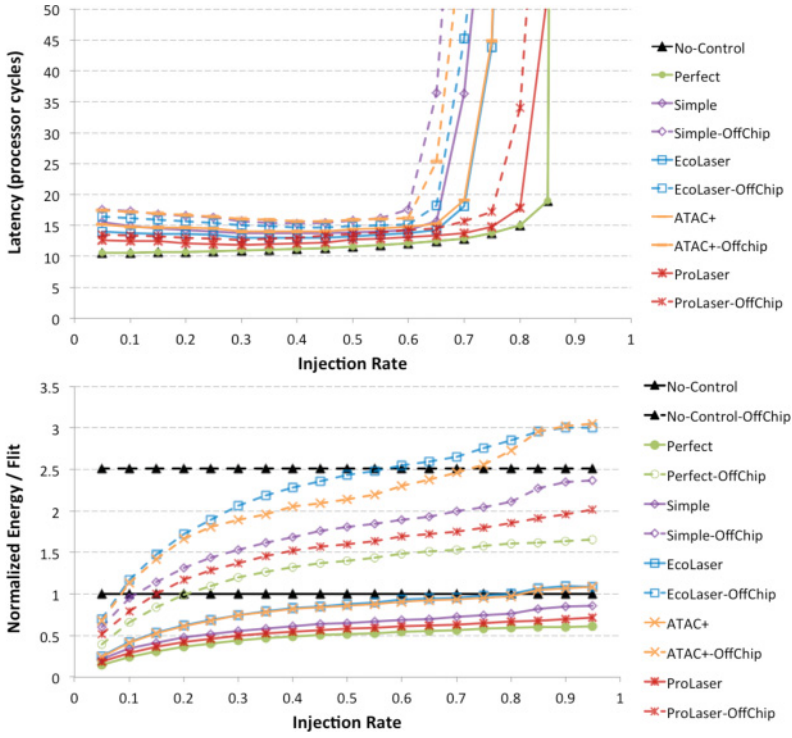 Latency (processor cycles)
50
45
40
35
30
25
20
15
10
5
0
0 0.1 0.2 0.3 0.4 0.5 0.6 0.7 0.8 0.9 1
Injection Rate
No-Control
Perfect
Simple
Simple-OffChip
EcoLaser
EcoLaser-OffChip
ATAC+
ATAC+-Offchip
ProLaser
ProLaser-OffChip
Normalized Energy / Flit
3.5
3
2.5
2
1.5
1
0.5
0
0 0.1 0.2 0.3 0.4 0.5 0.6 0.7 0.8 0.9 1
Injection Rate
No-Control
No-Control-OffChip
Perfect
Perfect-OffChip
Simple
Simple-OffChip
EcoLaser
EcoLaser-OffChip
ATAC+
ATAC+-OffChip
ProLaser
ProLaser-OffChip